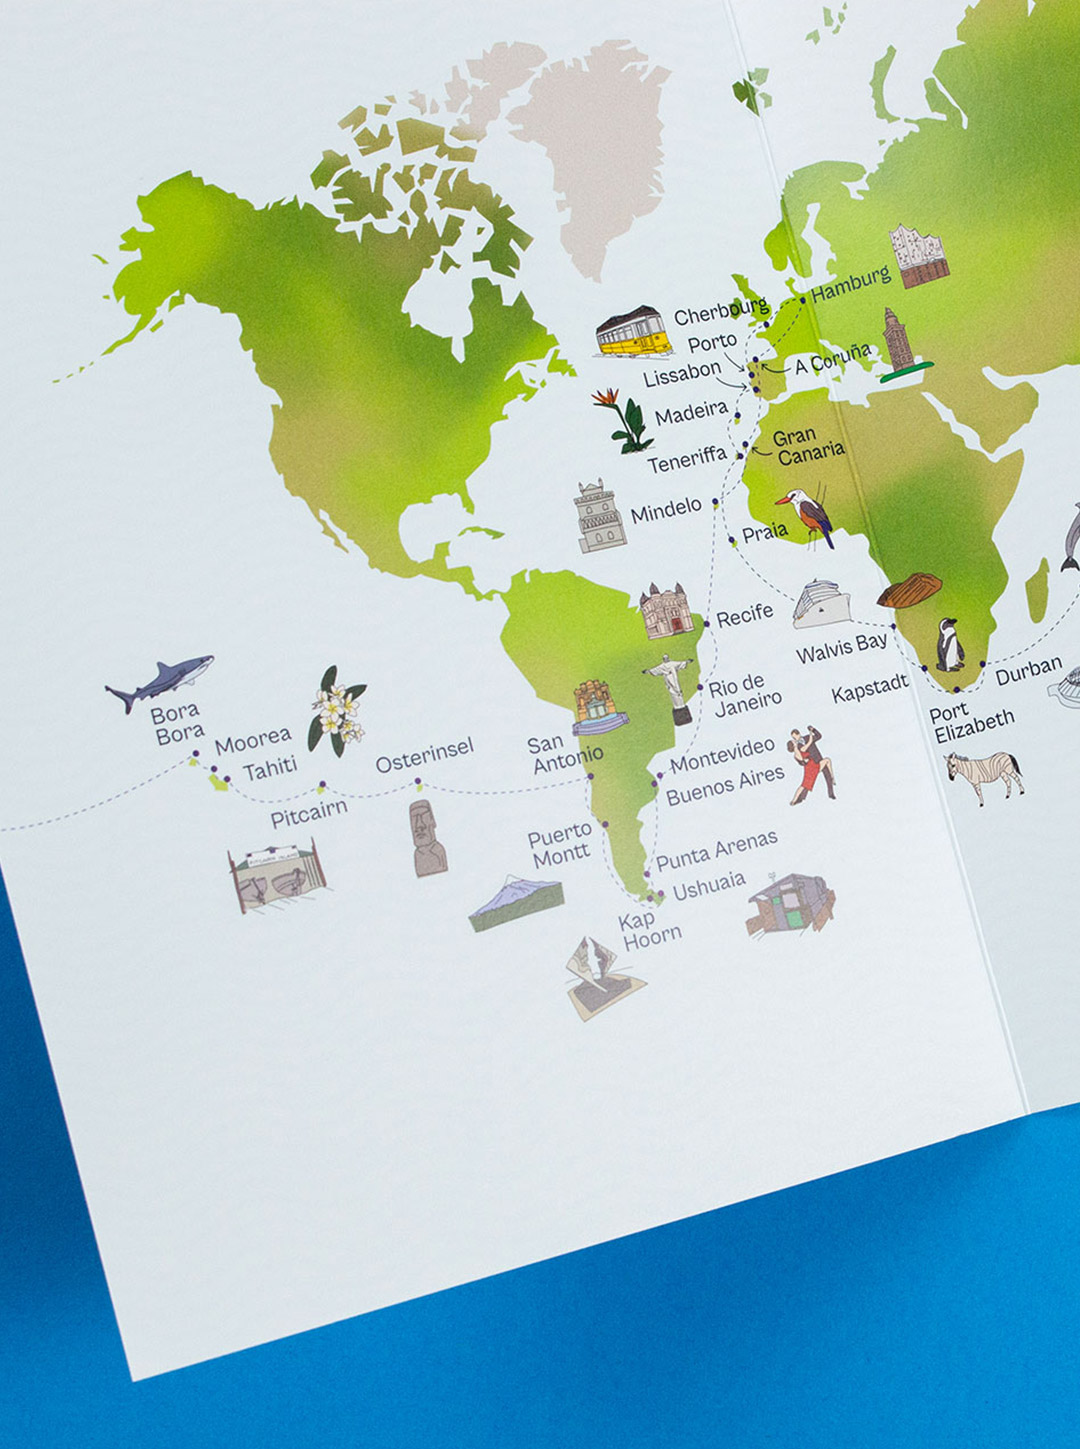 Hamburg
Cherbourg
Porto
A Coruña
Lissabon
Madeira
Gran
Canaria
Teneriffa
Mindelo
Praia
Recife
Walvis Bay
Kapstadt
Durban
Port
Elizabeth
Rio de
Janeiro
Bora
Bora
Moorea
Tahiti
Pitcairn
Osterinsel
San
Antonio
Montevideo
Buenos Aires
Puerto
Montt
Punta Arenas
Ushuaia
Kap
Hoorn
PITCAIRN ISLAND